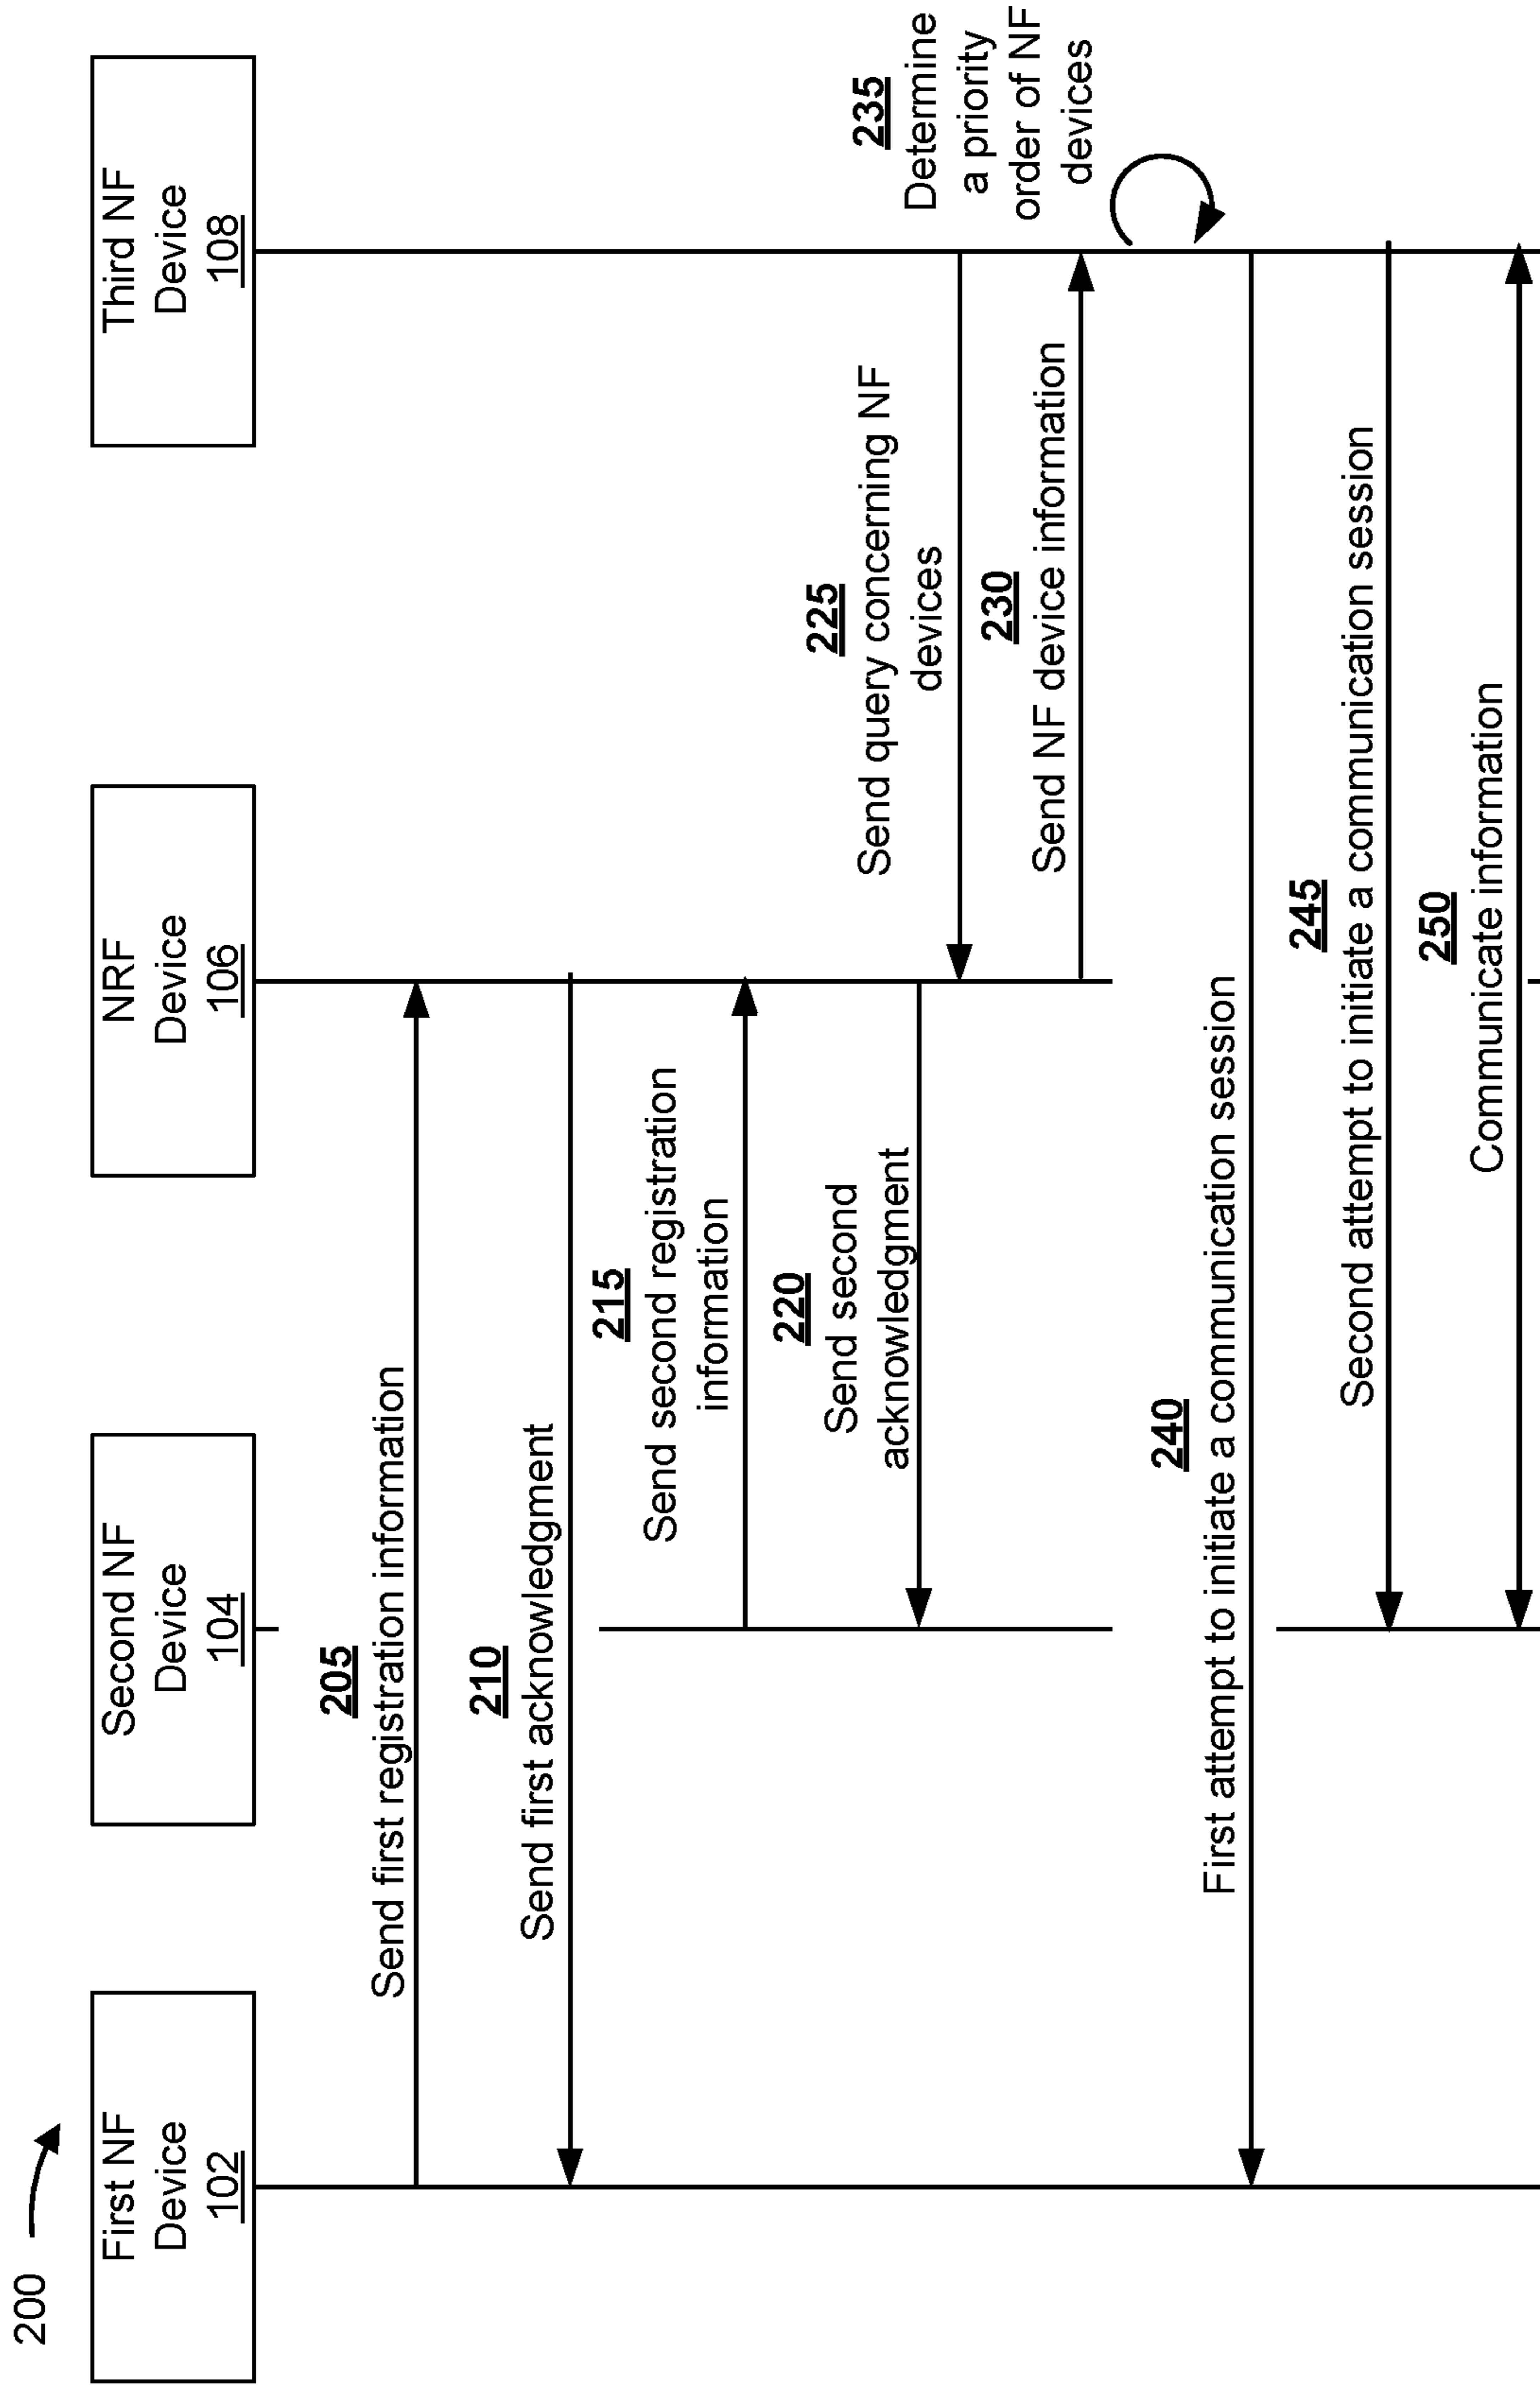 200
First NF
Device
102
Second NF
Device
104
NRF
Device
106
Third NF
Device
108
205
Send first registration information
210
Send first acknowledgment
215
Send second registration
information
220
Send second
acknowledgment
225
Send query concerning NF
devices
230
Send NF device information
235
Determine
a priority
order of NF
devices
240
First attempt to initiate a communication session
245
Second attempt to initiate a communication session
250
Communicate information